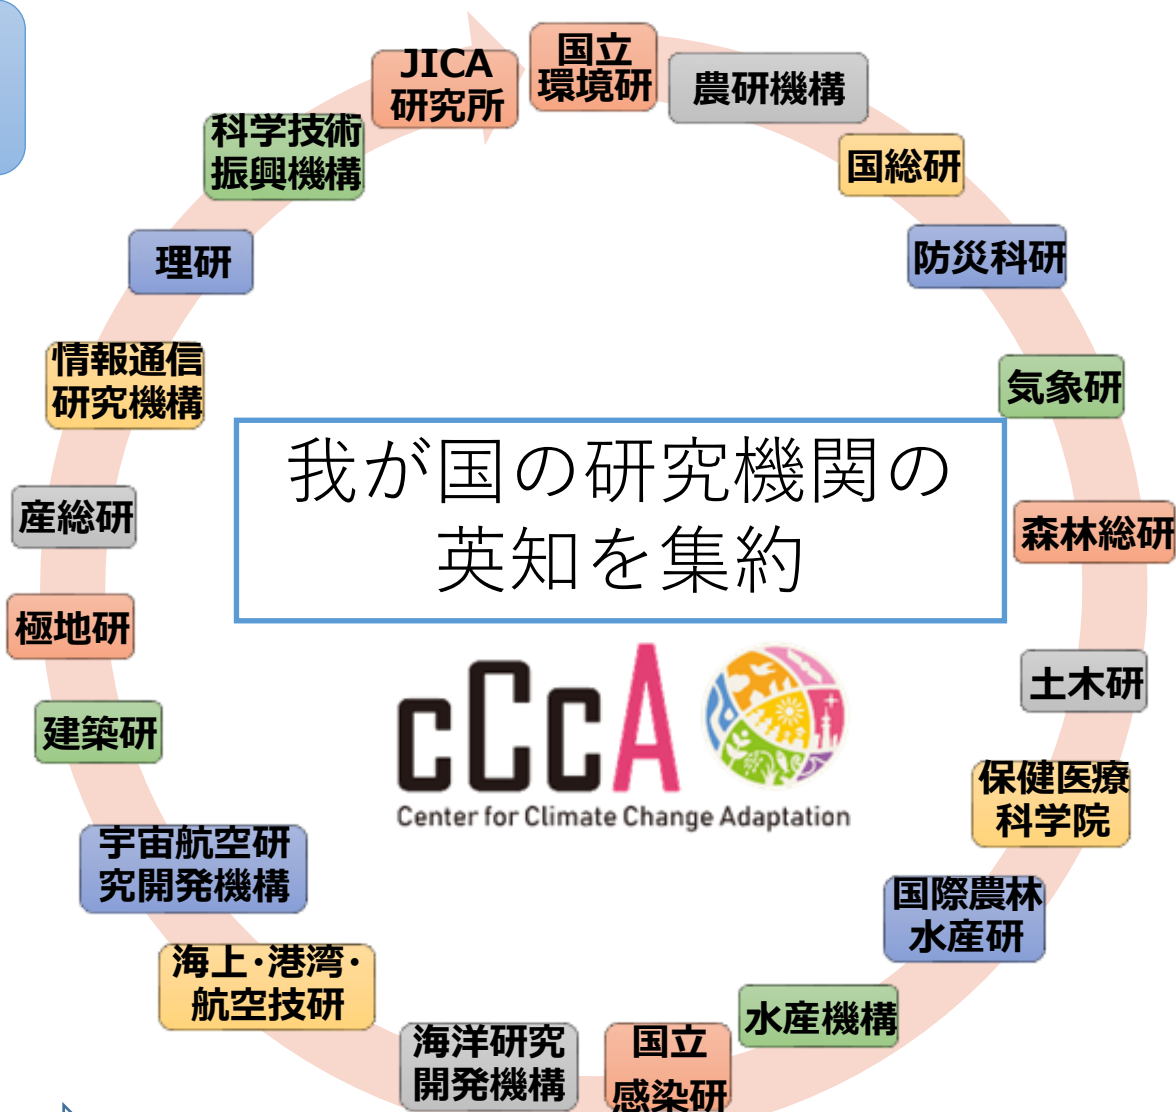 JICA
研究所
国立
環境研
農研機構
国総研
防災科研
気象研
森林総研
土木研
保健医療
科学院
国際農林
水産研
水産機構
国立
感染研
海洋研究
開発機構
海上・港湾・
航空技研
宇宙航空研
究開発機構
建築研
極地研
産総研
情報通信
研究機構
理研
科学技術
振興機構
我が国の研究機関の
英知を集約
cCcA
Center for Climate Change Adaptation